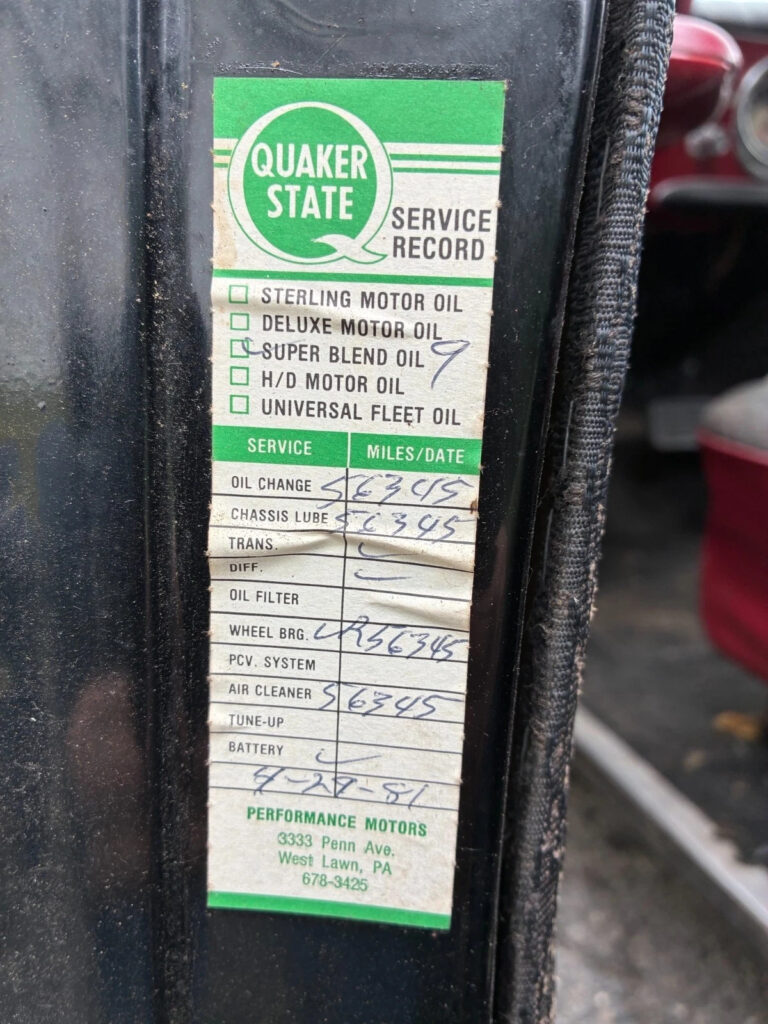 QUAKER
STATE
SERVICE
RECORD
STERLING MOTOR OIL
DELUXE MOTOR OIL
SUPER BLEND OIL 9
H/D MOTOR OIL
UNIVERSAL FLEET OIL
SERVICE MILES/DATE
OIL CHANGE 56345
CHASSIS LUBE 56345
TRANS. ✓
DIFF. ✓
OIL FILTER
WHEEL BRG. 56345
PCV. SYSTEM
AIR CLEANER 56345
TUNE-UP
BATTERY ✓
4-29-81
PERFORMANCE MOTORS
3333 Penn Ave.
West Lawn, PA
678-3425